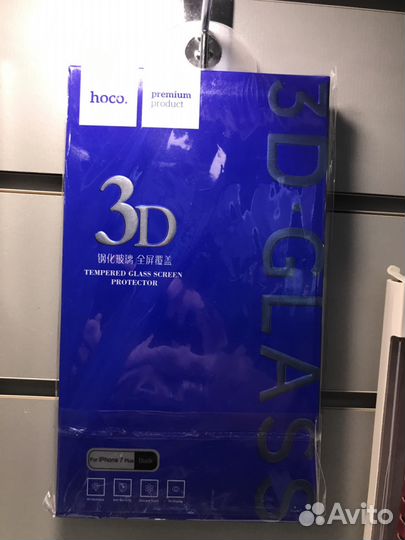 hoco.
premium
product
3D
钢化玻璃 全屏覆盖
TEMPERED GLASS SCREEN
PROTECTOR
3D·GLASS
For iPhone 7 Plus
Avito